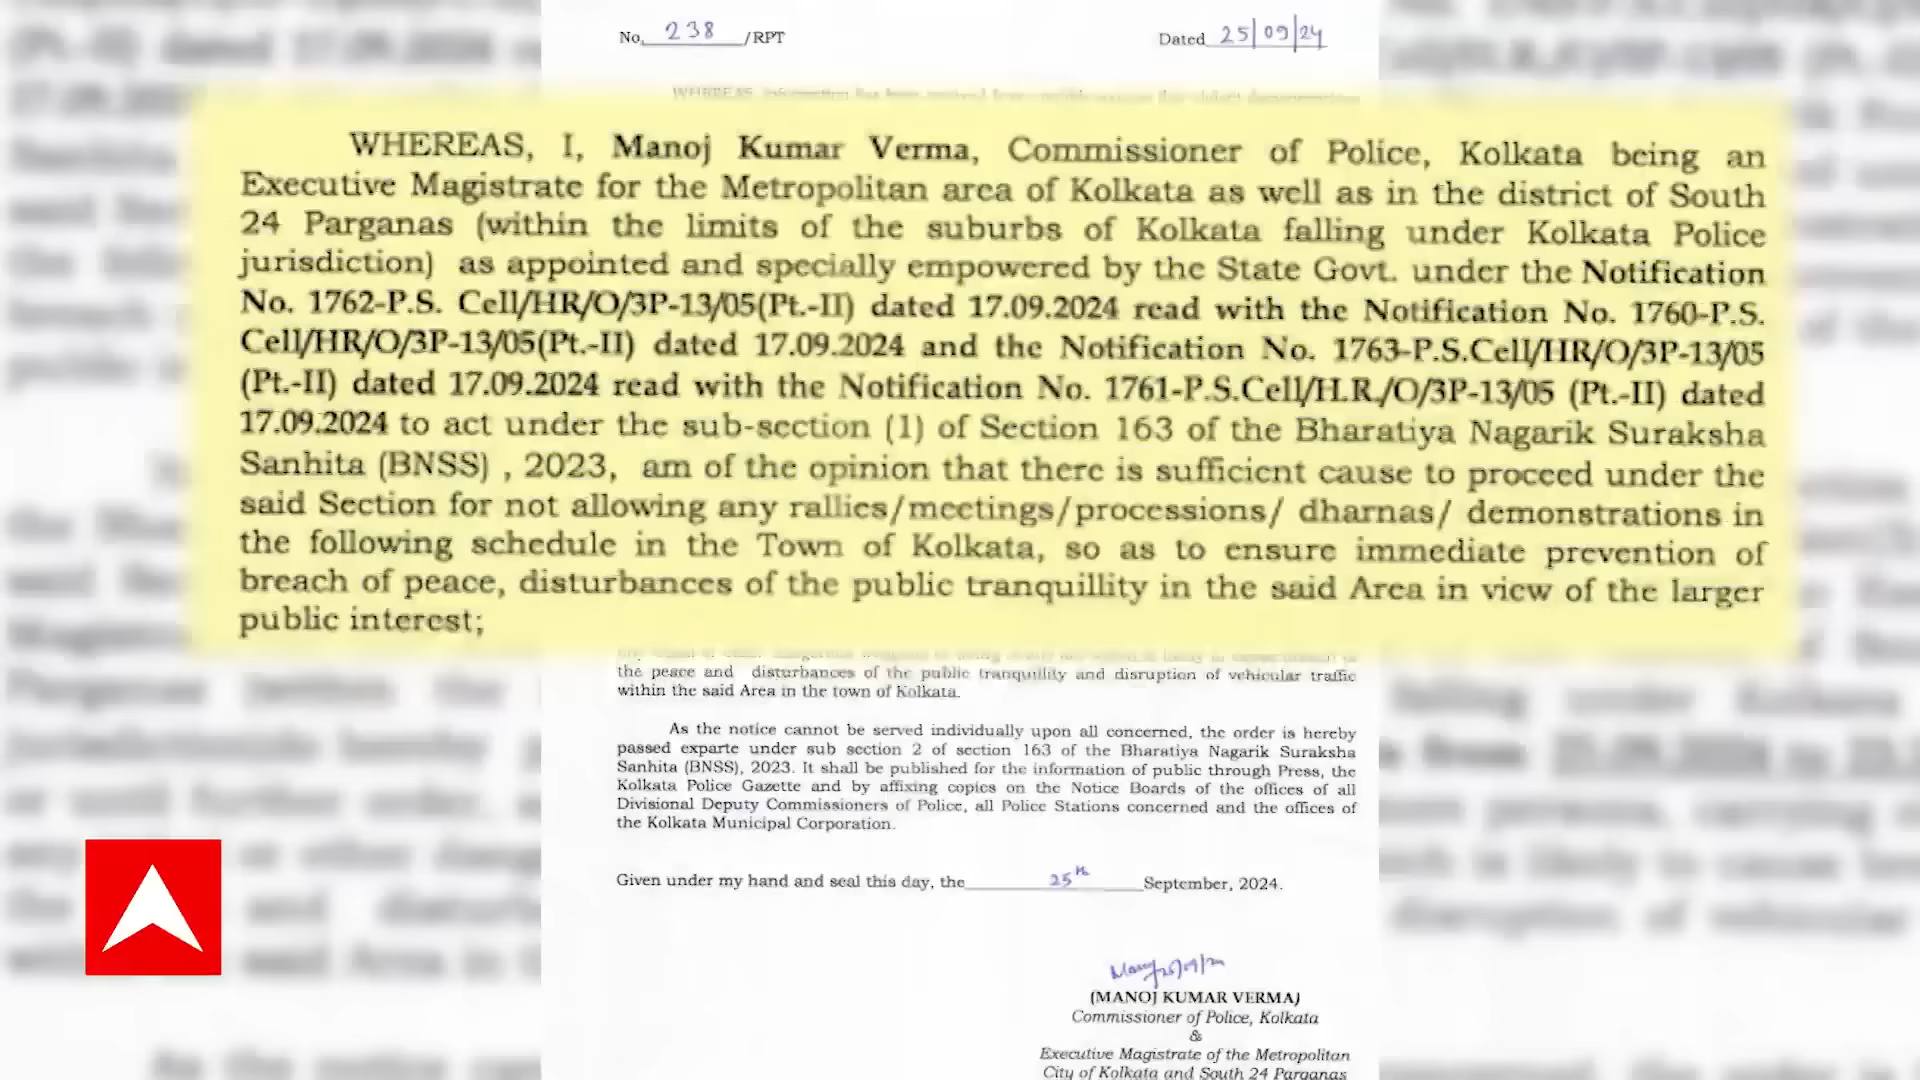 No. 238 /RPT
Dated 25/09/24
WHEREAS, I, Manoj Kumar Verma, Commissioner of Police, Kolkata being an
Executive Magistrate for the Metropolitan area of Kolkata as well as in the district of South
24 Parganas (within the limits of the suburbs of Kolkata falling under Kolkata Police
jurisdiction) as appointed and specially empowered by the State Govt. under the Notification
No. 1762-P.S. Cell/HR/O/3P-13/05(Pt.-II) dated 17.09.2024 read with the Notification No. 1760-P.S.
Cell/HR/O/3P-13/05(Pt.-II) dated 17.09.2024 and the Notification No. 1763-P.S.Cell/HR/O/3P-13/05
(Pt.-II) dated 17.09.2024 read with the Notification No. 1761-P.S.Cell/H.R./O/3P-13/05 (Pt.-II) dated
17.09.2024 to act under the sub-section (1) of Section 163 of the Bharatiya Nagarik Suraksha
Sanhita (BNSS) , 2023, am of the opinion that there is sufficient cause to proceed under the
said Section for not allowing any rallies/meetings/processions/ dharnas/ demonstrations in
the following schedule in the Town of Kolkata, so as to ensure immediate prevention of
breach of peace, disturbances of the public tranquillity in the said Area in view of the larger
public interest;
the peace and disturbances of the public tranquillity and disruption of vehicular traffic
within the said Area in the town of Kolkata.
As the notice cannot be served individually upon all concerned, the order is hereby
passed exparte under sub section 2 of section 163 of the Bharatiya Nagarik Suraksha
Sanhita (BNSS), 2023. It shall be published for the information of public through Press, the
Kolkata Police Gazette and by affixing copies on the Notice Boards of the offices of all
Divisional Deputy Commissioners of Police, all Police Stations concerned and the offices of
the Kolkata Municipal Corporation.
Given under my hand and seal this day, the 25th September, 2024.
(MANOJ KUMAR VERMA)
Commissioner of Police, Kolkata
&
Executive Magistrate of the Metropolitan
City of Kolkata and South 24 Parganas